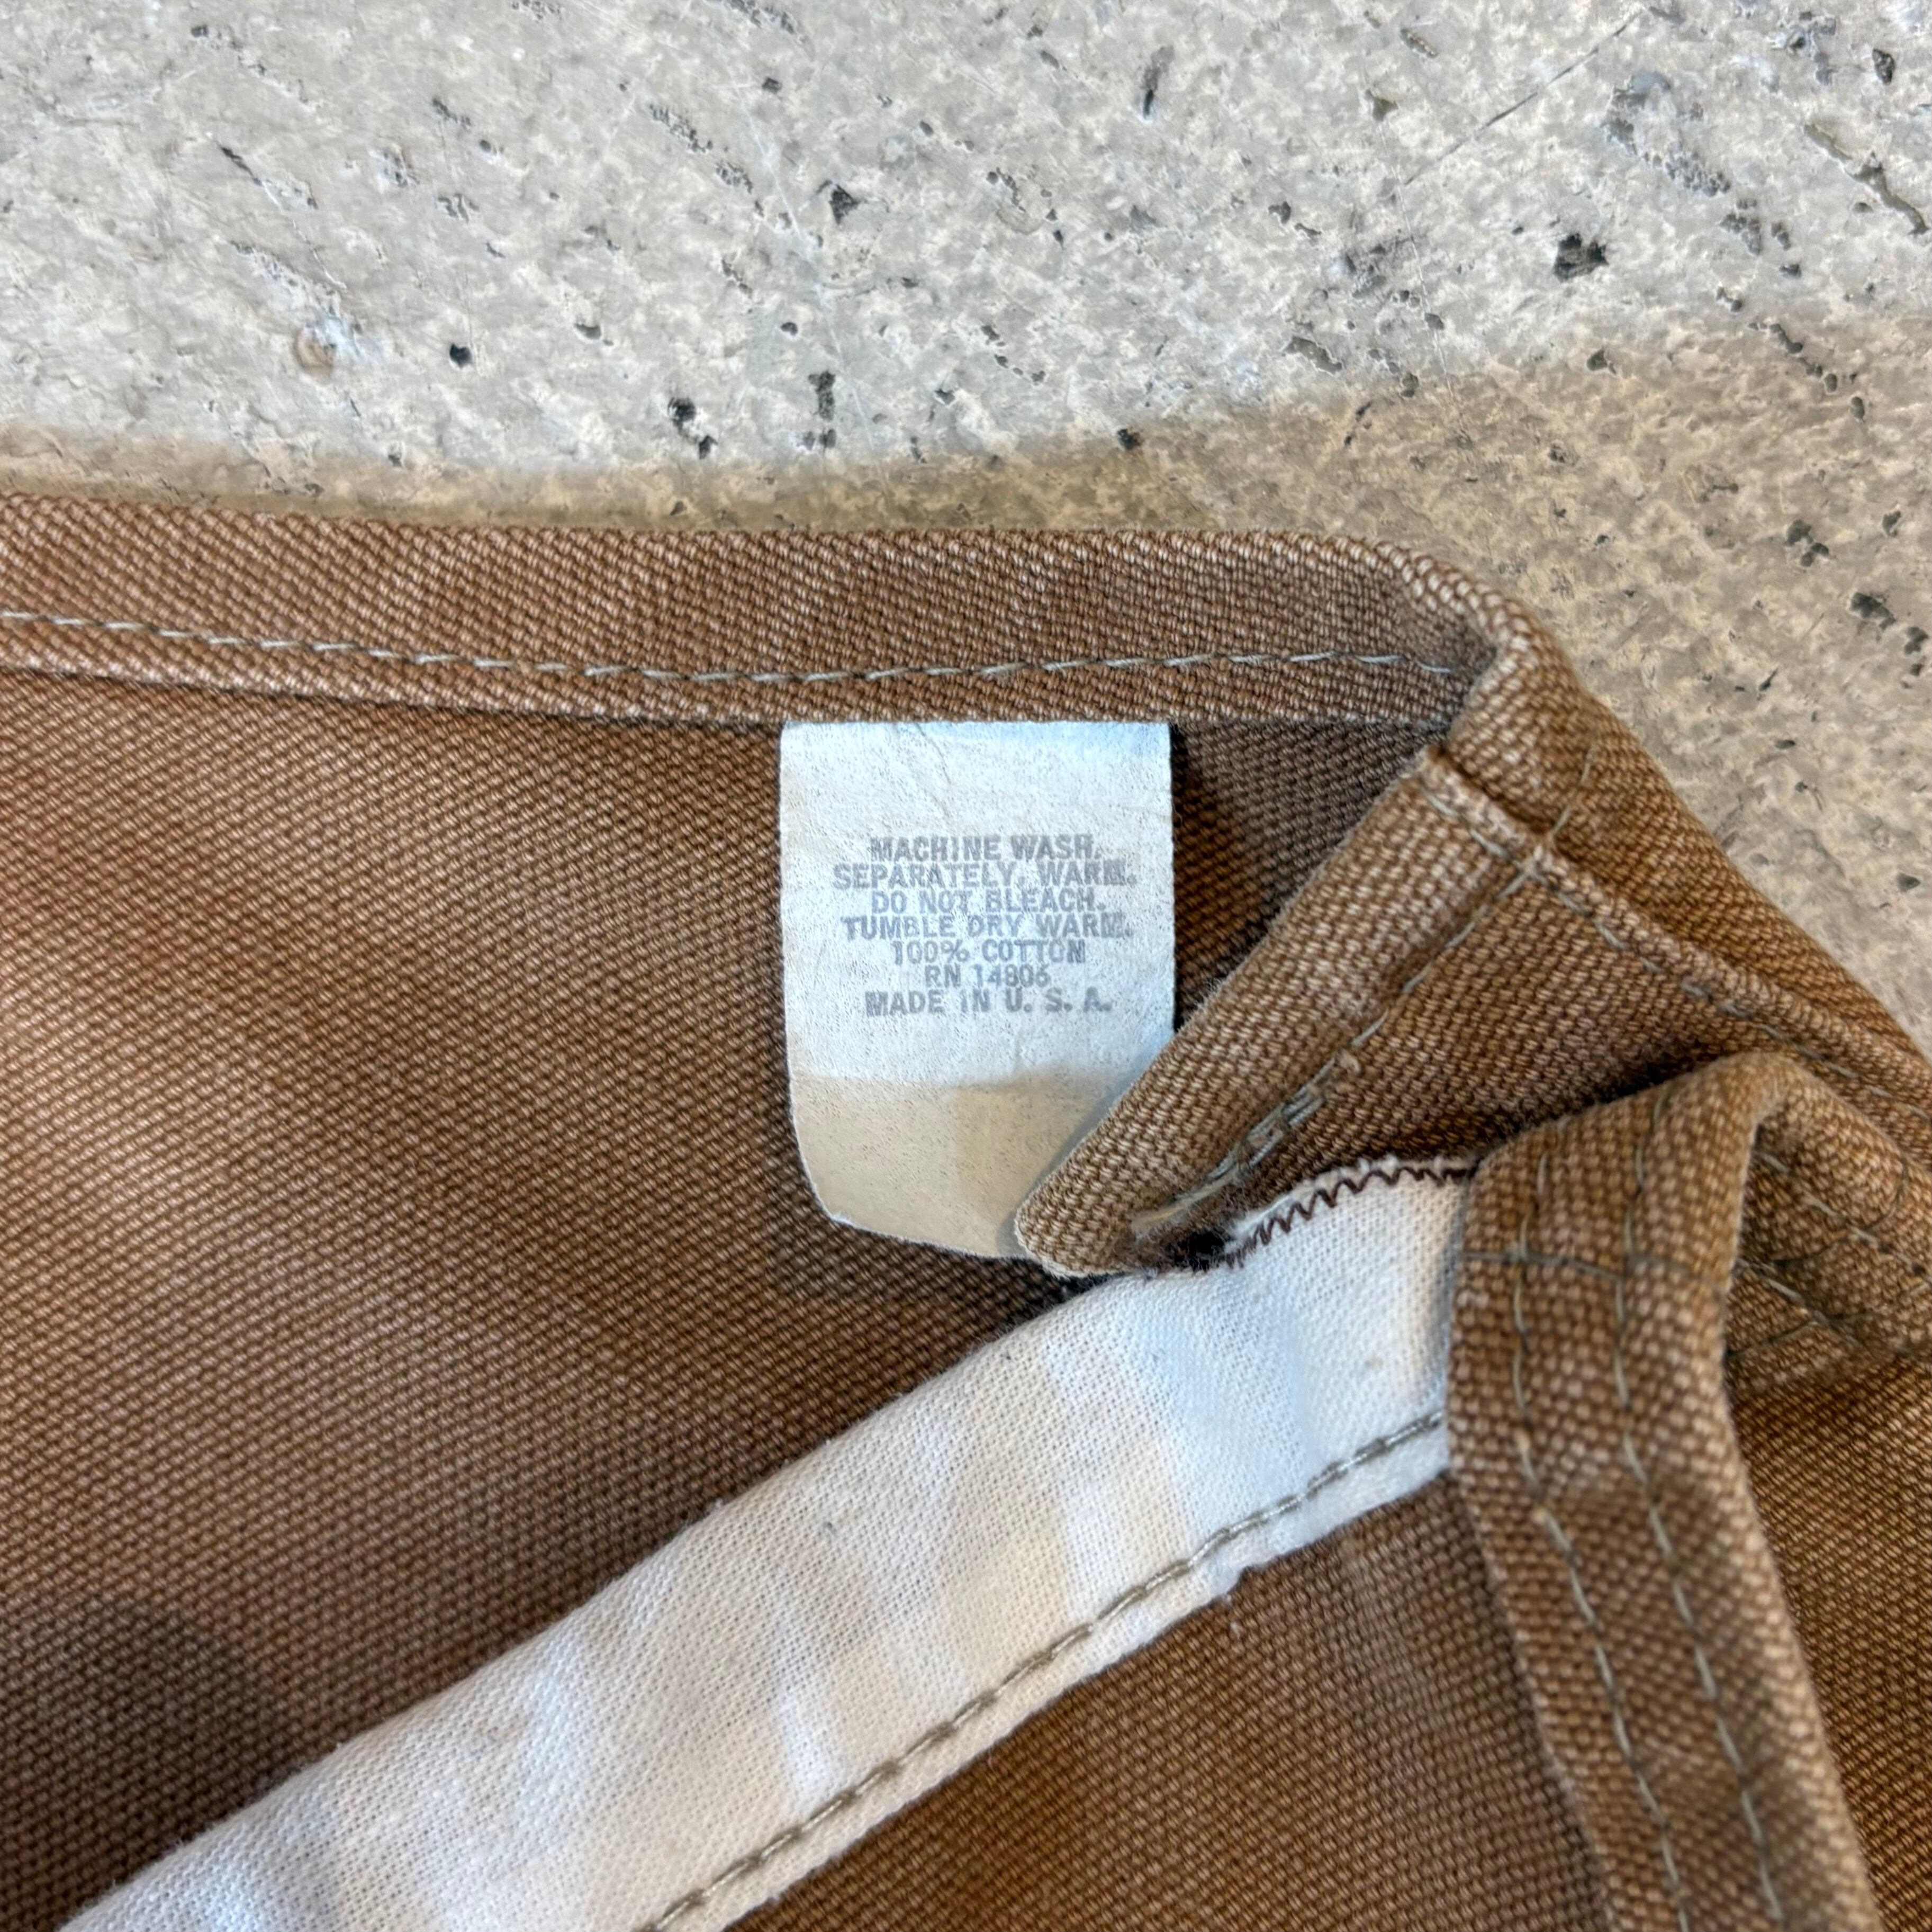 MACHINE WASH,
SEPARATELY, WARM.
DO NOT BLEACH.
TUMBLE DRY WARM.
100% COTTON
RN 14806
MADE IN U. S. A.